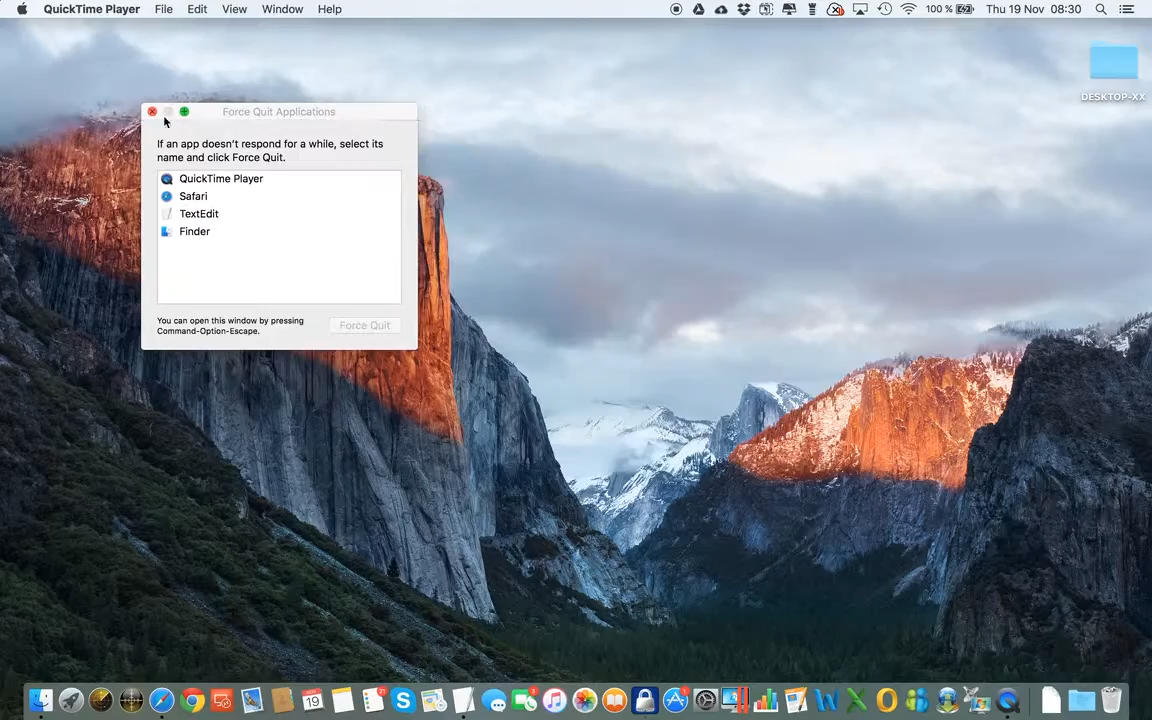 QuickTime Player File Edit View Window Help 100 % Thu 19 Nov 08:30
DESKTOP-XX
Force Quit Applications
If an app doesn't respond for a while, select its
name and click Force Quit.
QuickTime Player
Safari
TextEdit
Finder
You can open this window by pressing
Command-Option-Escape.
Force Quit
19